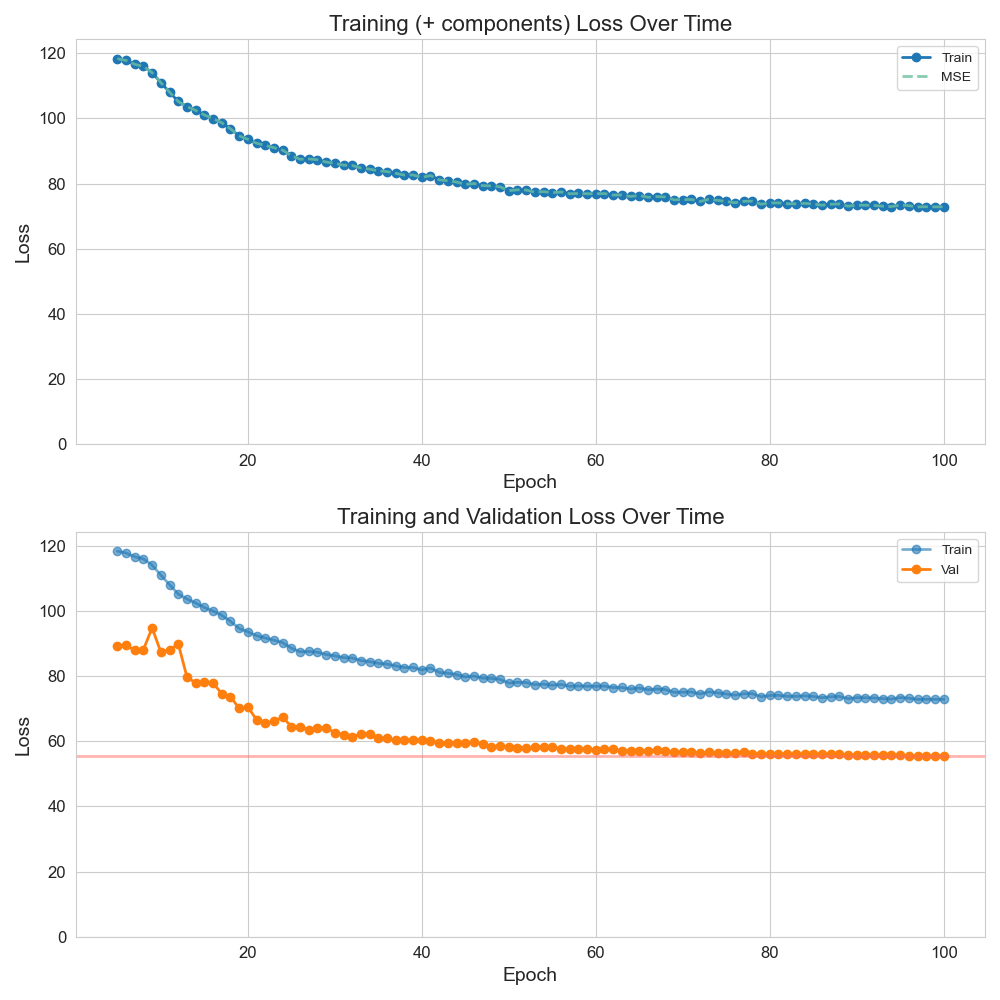 Training (+ components) Loss Over Time
Train
MSE
120
100
80
60
40
20
0
Loss
20 40 60 80 100
Epoch
Training and Validation Loss Over Time
Train
Val
120
100
80
60
40
20
0
Loss
20 40 60 80 100
Epoch